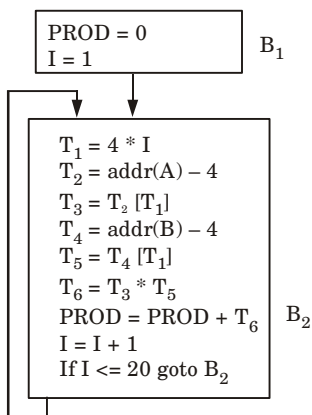 PROD = 0
I = 1
B₁
T₁ = 4 * I
T₂ = addr(A) – 4
T₃ = T₂ [T₁]
T₄ = addr(B) – 4
T₅ = T₄ [T₁]
T₆ = T₃ * T₅
PROD = PROD + T₆
I = I + 1
If I <= 20 goto B₂
B₂